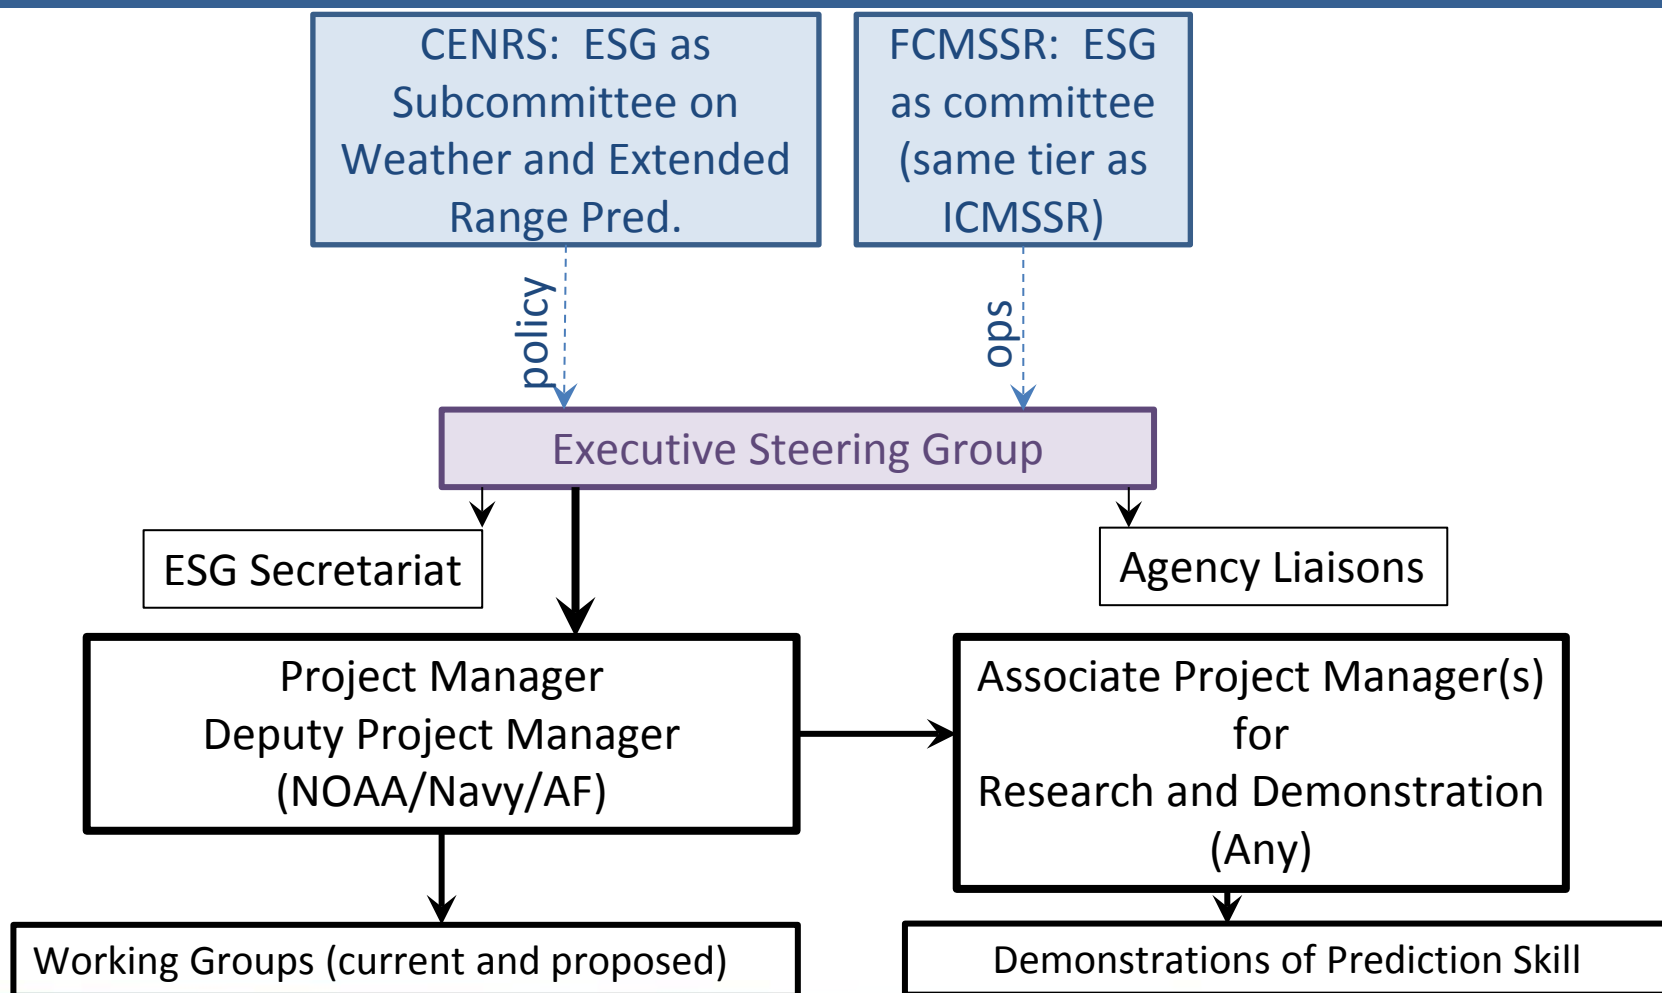 CENRS: ESG as
Subcommittee on
Weather and Extended
Range Pred.
FCMSSR: ESG
as committee
(same tier as
ICMSSR)
policy
ops
Executive Steering Group
ESG Secretariat
Agency Liaisons
Project Manager
Deputy Project Manager
(NOAA/Navy/AF)
Associate Project Manager(s)
for
Research and Demonstration
(Any)
Working Groups (current and proposed)
Demonstrations of Prediction Skill